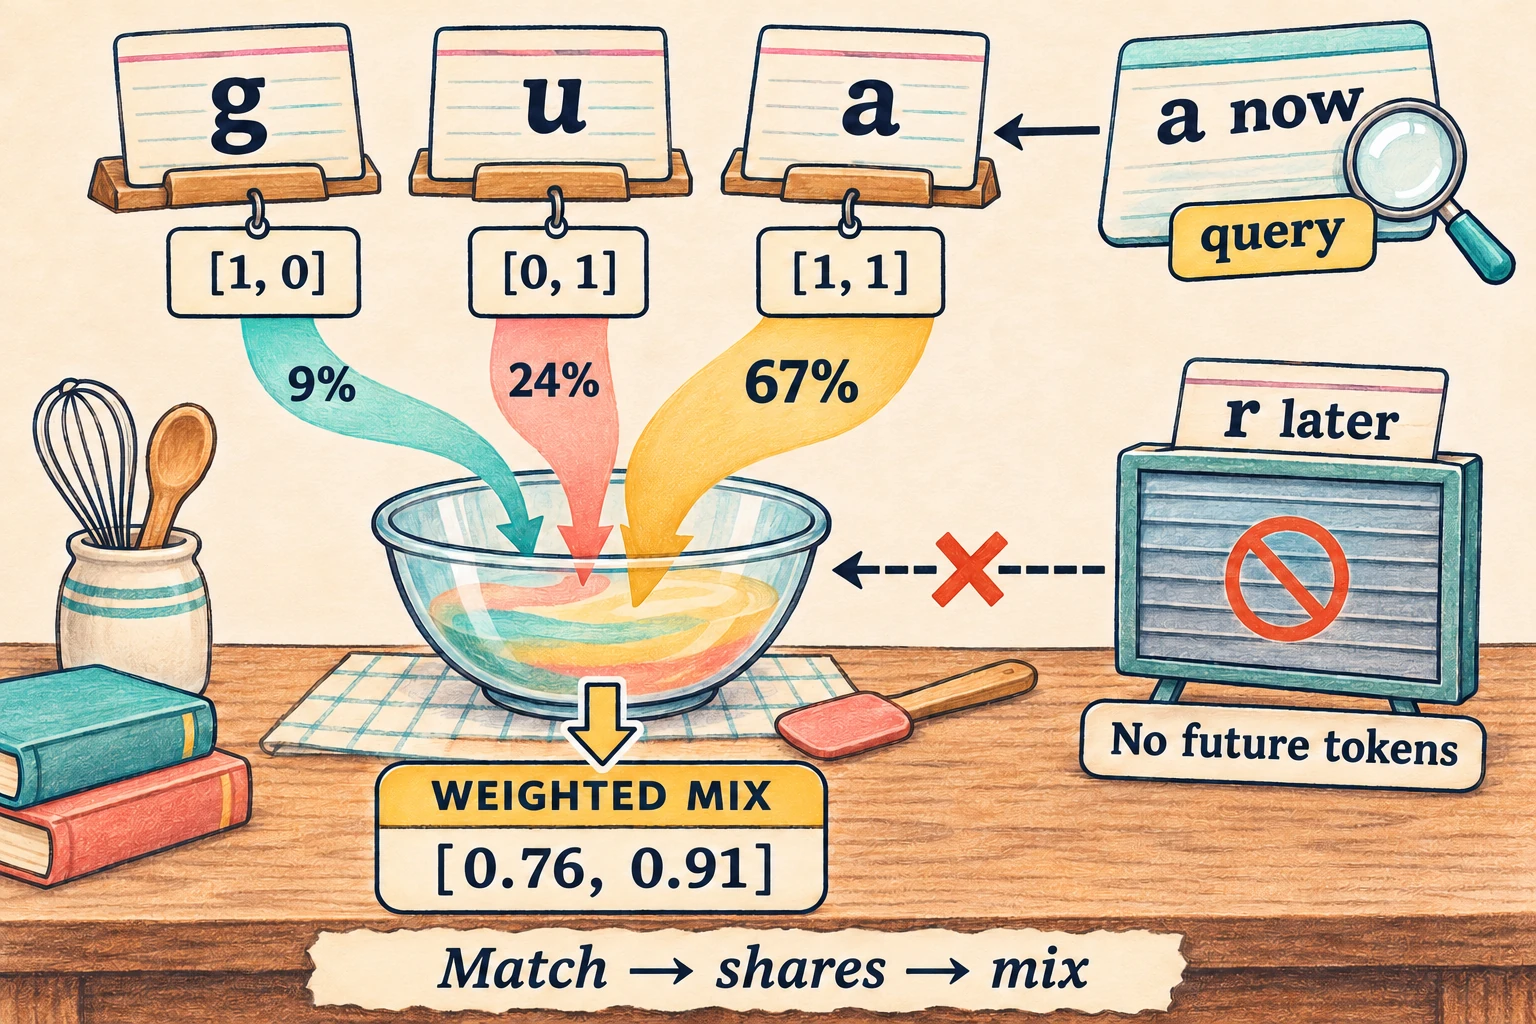 g
u
a
a now
query
[1, 0]
[0, 1]
[1, 1]
9%
24%
67%
r later
No future tokens
WEIGHTED MIX
[0.76, 0.91]
Match → shares → mix